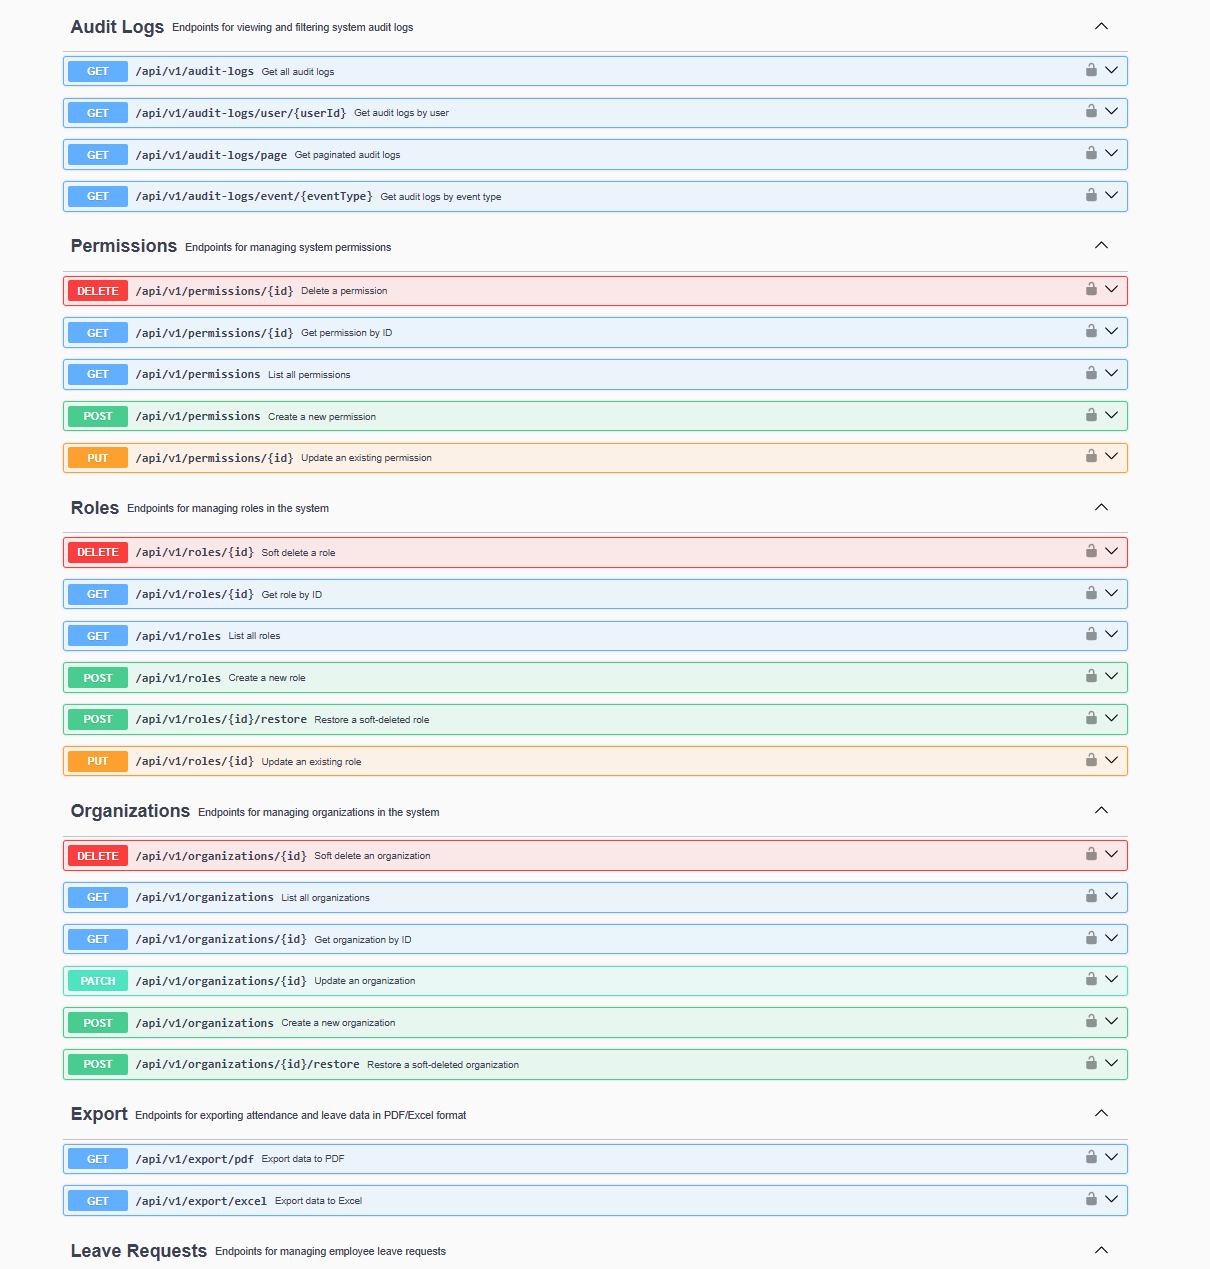 Audit Logs Endpoints for viewing and filtering system audit logs
GET /api/v1/audit-logs Get all audit logs
GET /api/v1/audit-logs/user/{userId} Get audit logs by user
GET /api/v1/audit-logs/page Get paginated audit logs
GET /api/v1/audit-logs/event/{eventType} Get audit logs by event type
Permissions Endpoints for managing system permissions
DELETE /api/v1/permissions/{id} Delete a permission
GET /api/v1/permissions/{id} Get permission by ID
GET /api/v1/permissions List all permissions
POST /api/v1/permissions Create a new permission
PUT /api/v1/permissions/{id} Update an existing permission
Roles Endpoints for managing roles in the system
DELETE /api/v1/roles/{id} Soft delete a role
GET /api/v1/roles/{id} Get role by ID
GET /api/v1/roles List all roles
POST /api/v1/roles Create a new role
POST /api/v1/roles/{id}/restore Restore a soft-deleted role
PUT /api/v1/roles/{id} Update an existing role
Organizations Endpoints for managing organizations in the system
DELETE /api/v1/organizations/{id} Soft delete an organization
GET /api/v1/organizations List all organizations
GET /api/v1/organizations/{id} Get organization by ID
PATCH /api/v1/organizations/{id} Update an organization
POST /api/v1/organizations Create a new organization
POST /api/v1/organizations/{id}/restore Restore a soft-deleted organization
Export Endpoints for exporting attendance and leave data in PDF/Excel format
GET /api/v1/export/pdf Export data to PDF
GET /api/v1/export/excel Export data to Excel
Leave Requests Endpoints for managing employee leave requests